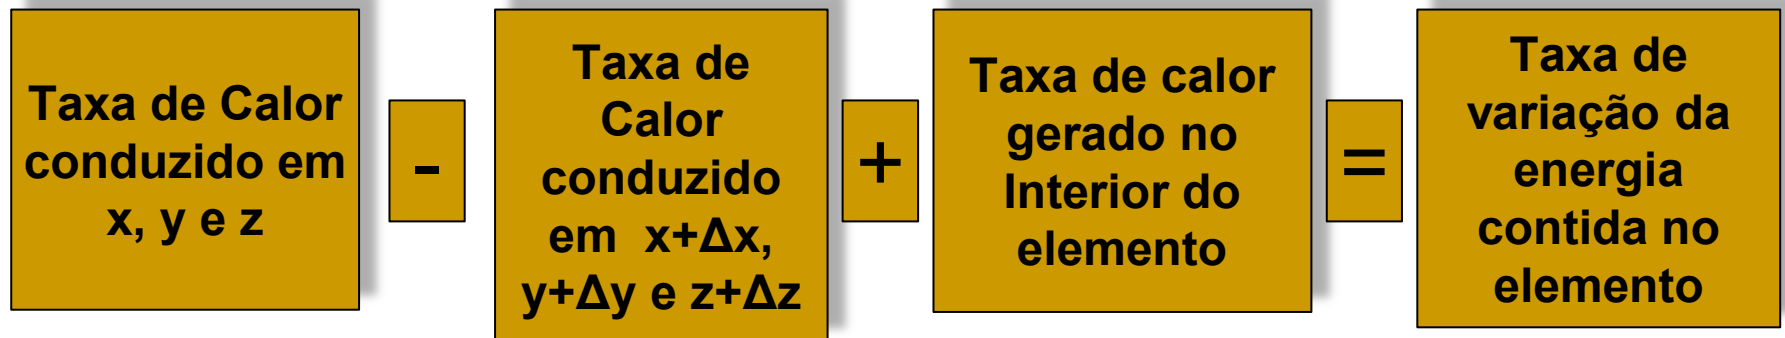 Taxa de Calor
conduzido em
x, y e z
-
Taxa de
Calor
conduzido
em x+Δx,
y+Δy e z+Δz
+
Taxa de calor
gerado no
Interior do
elemento
=
Taxa de
variação da
energia
contida no
elemento